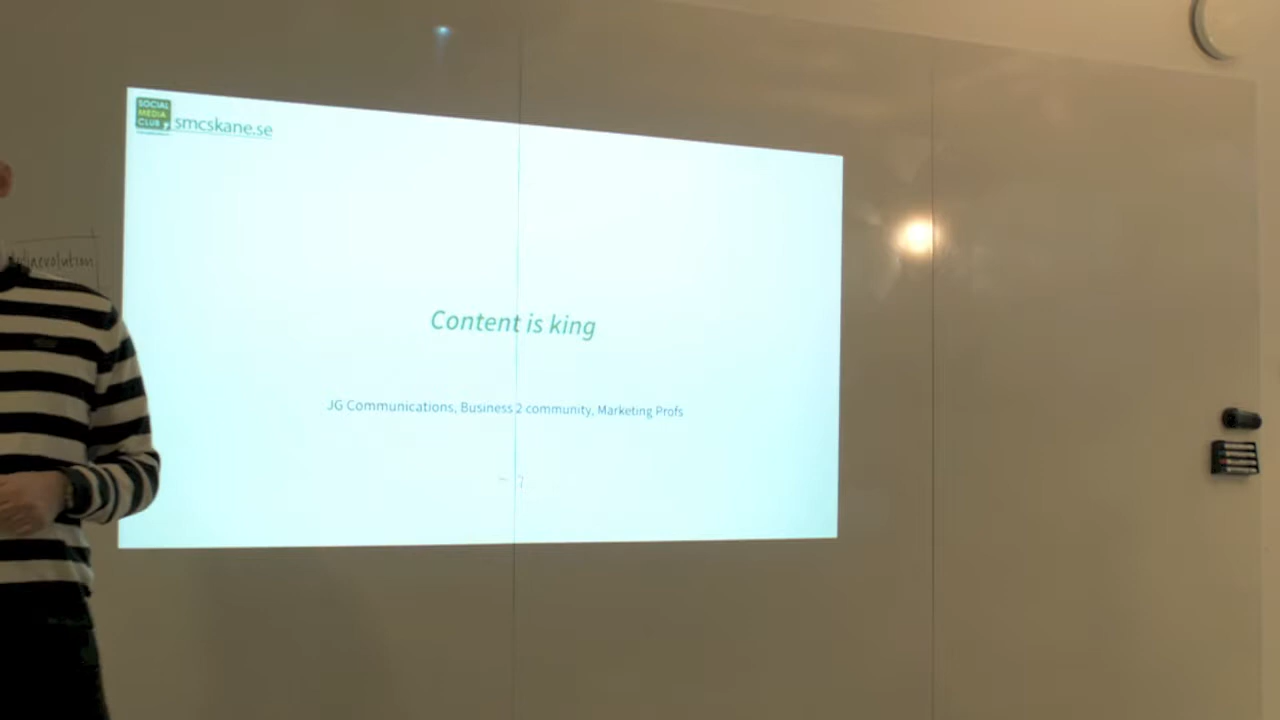 SOCIAL
MEDIA
CLUB
smcskane.se
Content is king
JG Communications, Business 2 community, Marketing Profs